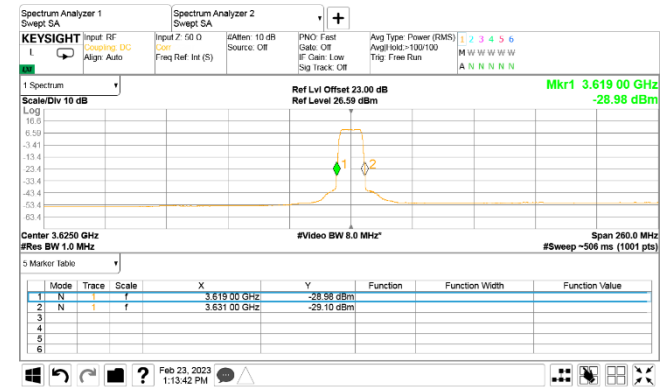 Spectrum Analyzer 1
Swept SA
Spectrum Analyzer 2
Swept SA
KEYSIGHT
L
Input: RF
Coupling: DC
Align: Auto
Input Z: 50 Ω
Corr
Freq Ref: Int (S)
#Atten: 10 dB
Source: Off
PNO: Fast
Gate: Off
IF Gain: Low
Sig Track: Off
Avg Type: Power (RMS)
Avg|Hold:>100/100
Trig: Free Run
1 2 3 4 5 6
M W W W W W
A N N N N N
1 Spectrum
Scale/Div 10 dB
Ref Lvl Offset 23.00 dB
Ref Level 26.59 dBm
Mkr1 3.619 00 GHz
-28.98 dBm
Log
16.6
6.59
-3.41
-13.4
-23.4
-33.4
-43.4
-53.4
-63.4
1
2
Center 3.6250 GHz
#Res BW 1.0 MHz
#Video BW 8.0 MHz*
Span 260.0 MHz
#Sweep ~506 ms (1001 pts)
5 Marker Table
Mode Trace Scale X Y Function Function Width Function Value
1 N 1 f 3.619 00 GHz -28.98 dBm
2 N 1 f 3.631 00 GHz -29.10 dBm
3
4
5
6
?
Feb 23, 2023
1:13:42 PM